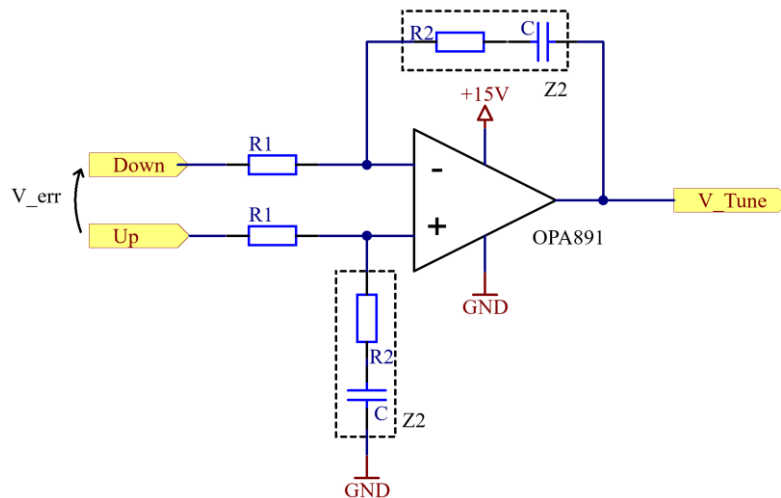 R2
C
Z2
+15V
R1
Down
-
V_err
R1
Up
+
OPA891
V_Tune
GND
R2
C
Z2
GND